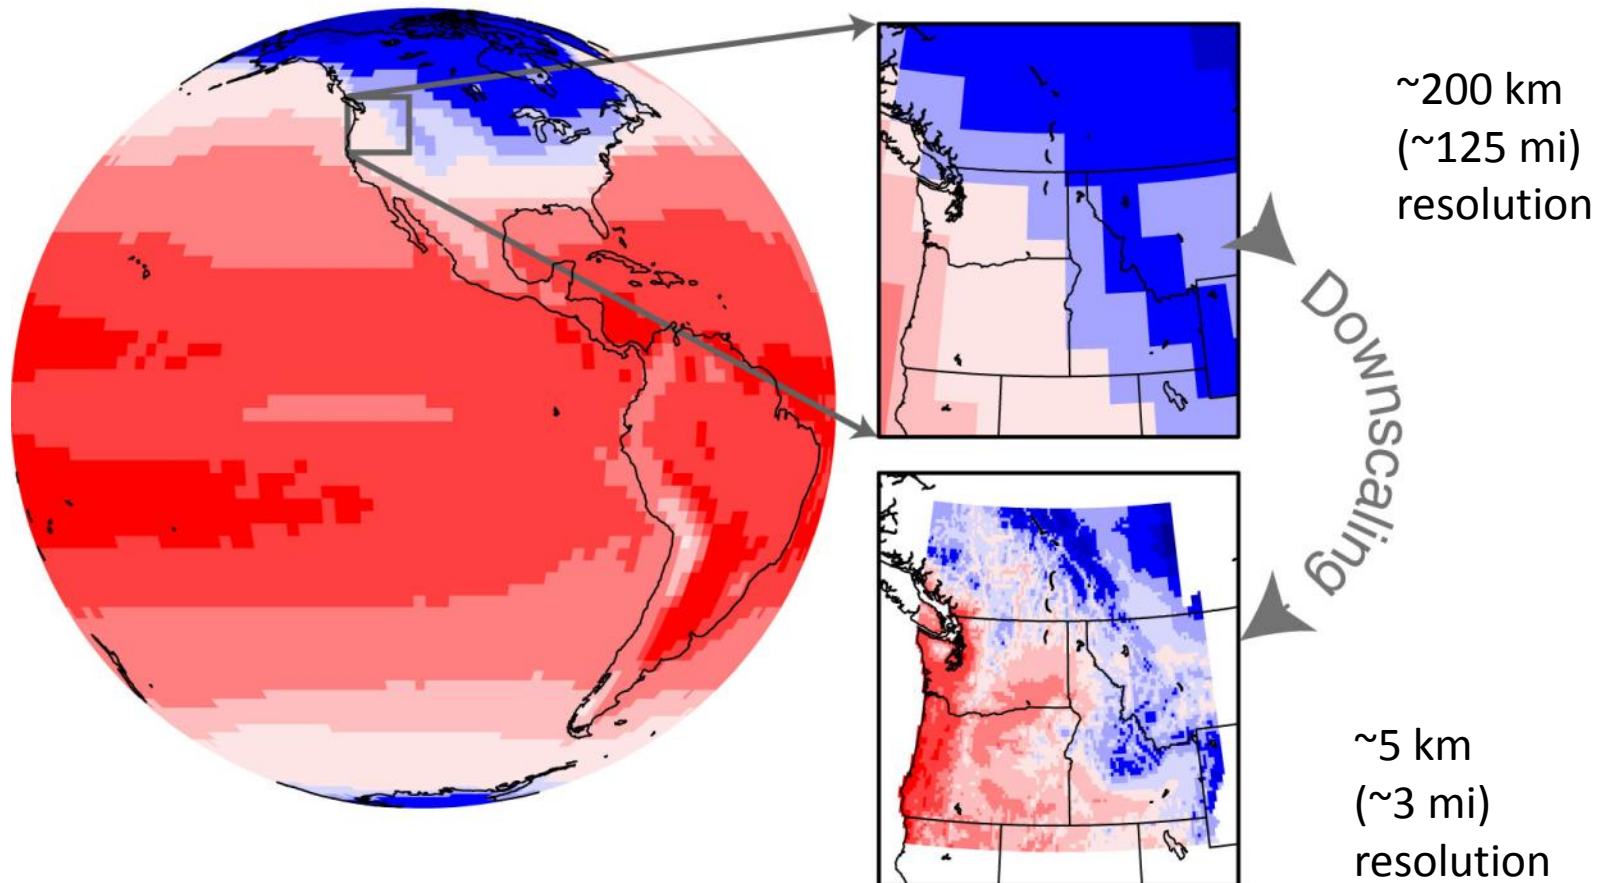 ~200 km
(~125 mi)
resolution
Downscaling
~5 km
(~3 mi)
resolution